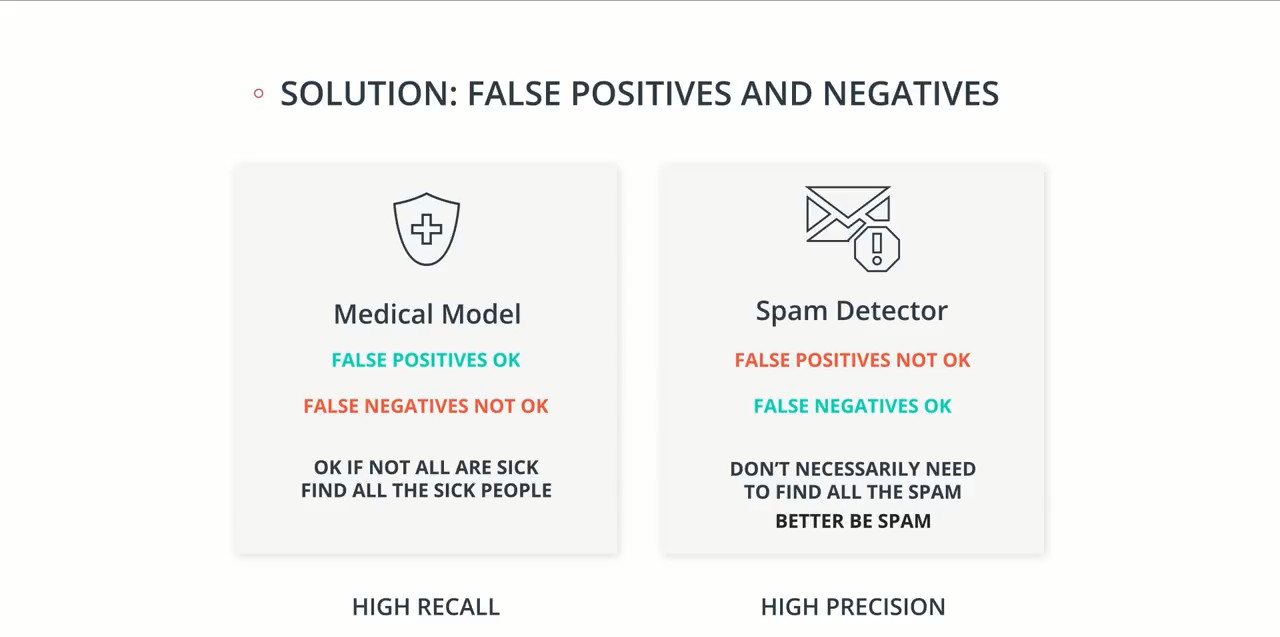 SOLUTION: FALSE POSITIVES AND NEGATIVES
Medical Model
FALSE POSITIVES OK
FALSE NEGATIVES NOT OK
OK IF NOT ALL ARE SICK
FIND ALL THE SICK PEOPLE
HIGH RECALL
Spam Detector
FALSE POSITIVES NOT OK
FALSE NEGATIVES OK
DON’T NECESSARILY NEED
TO FIND ALL THE SPAM
BETTER BE SPAM
HIGH PRECISION